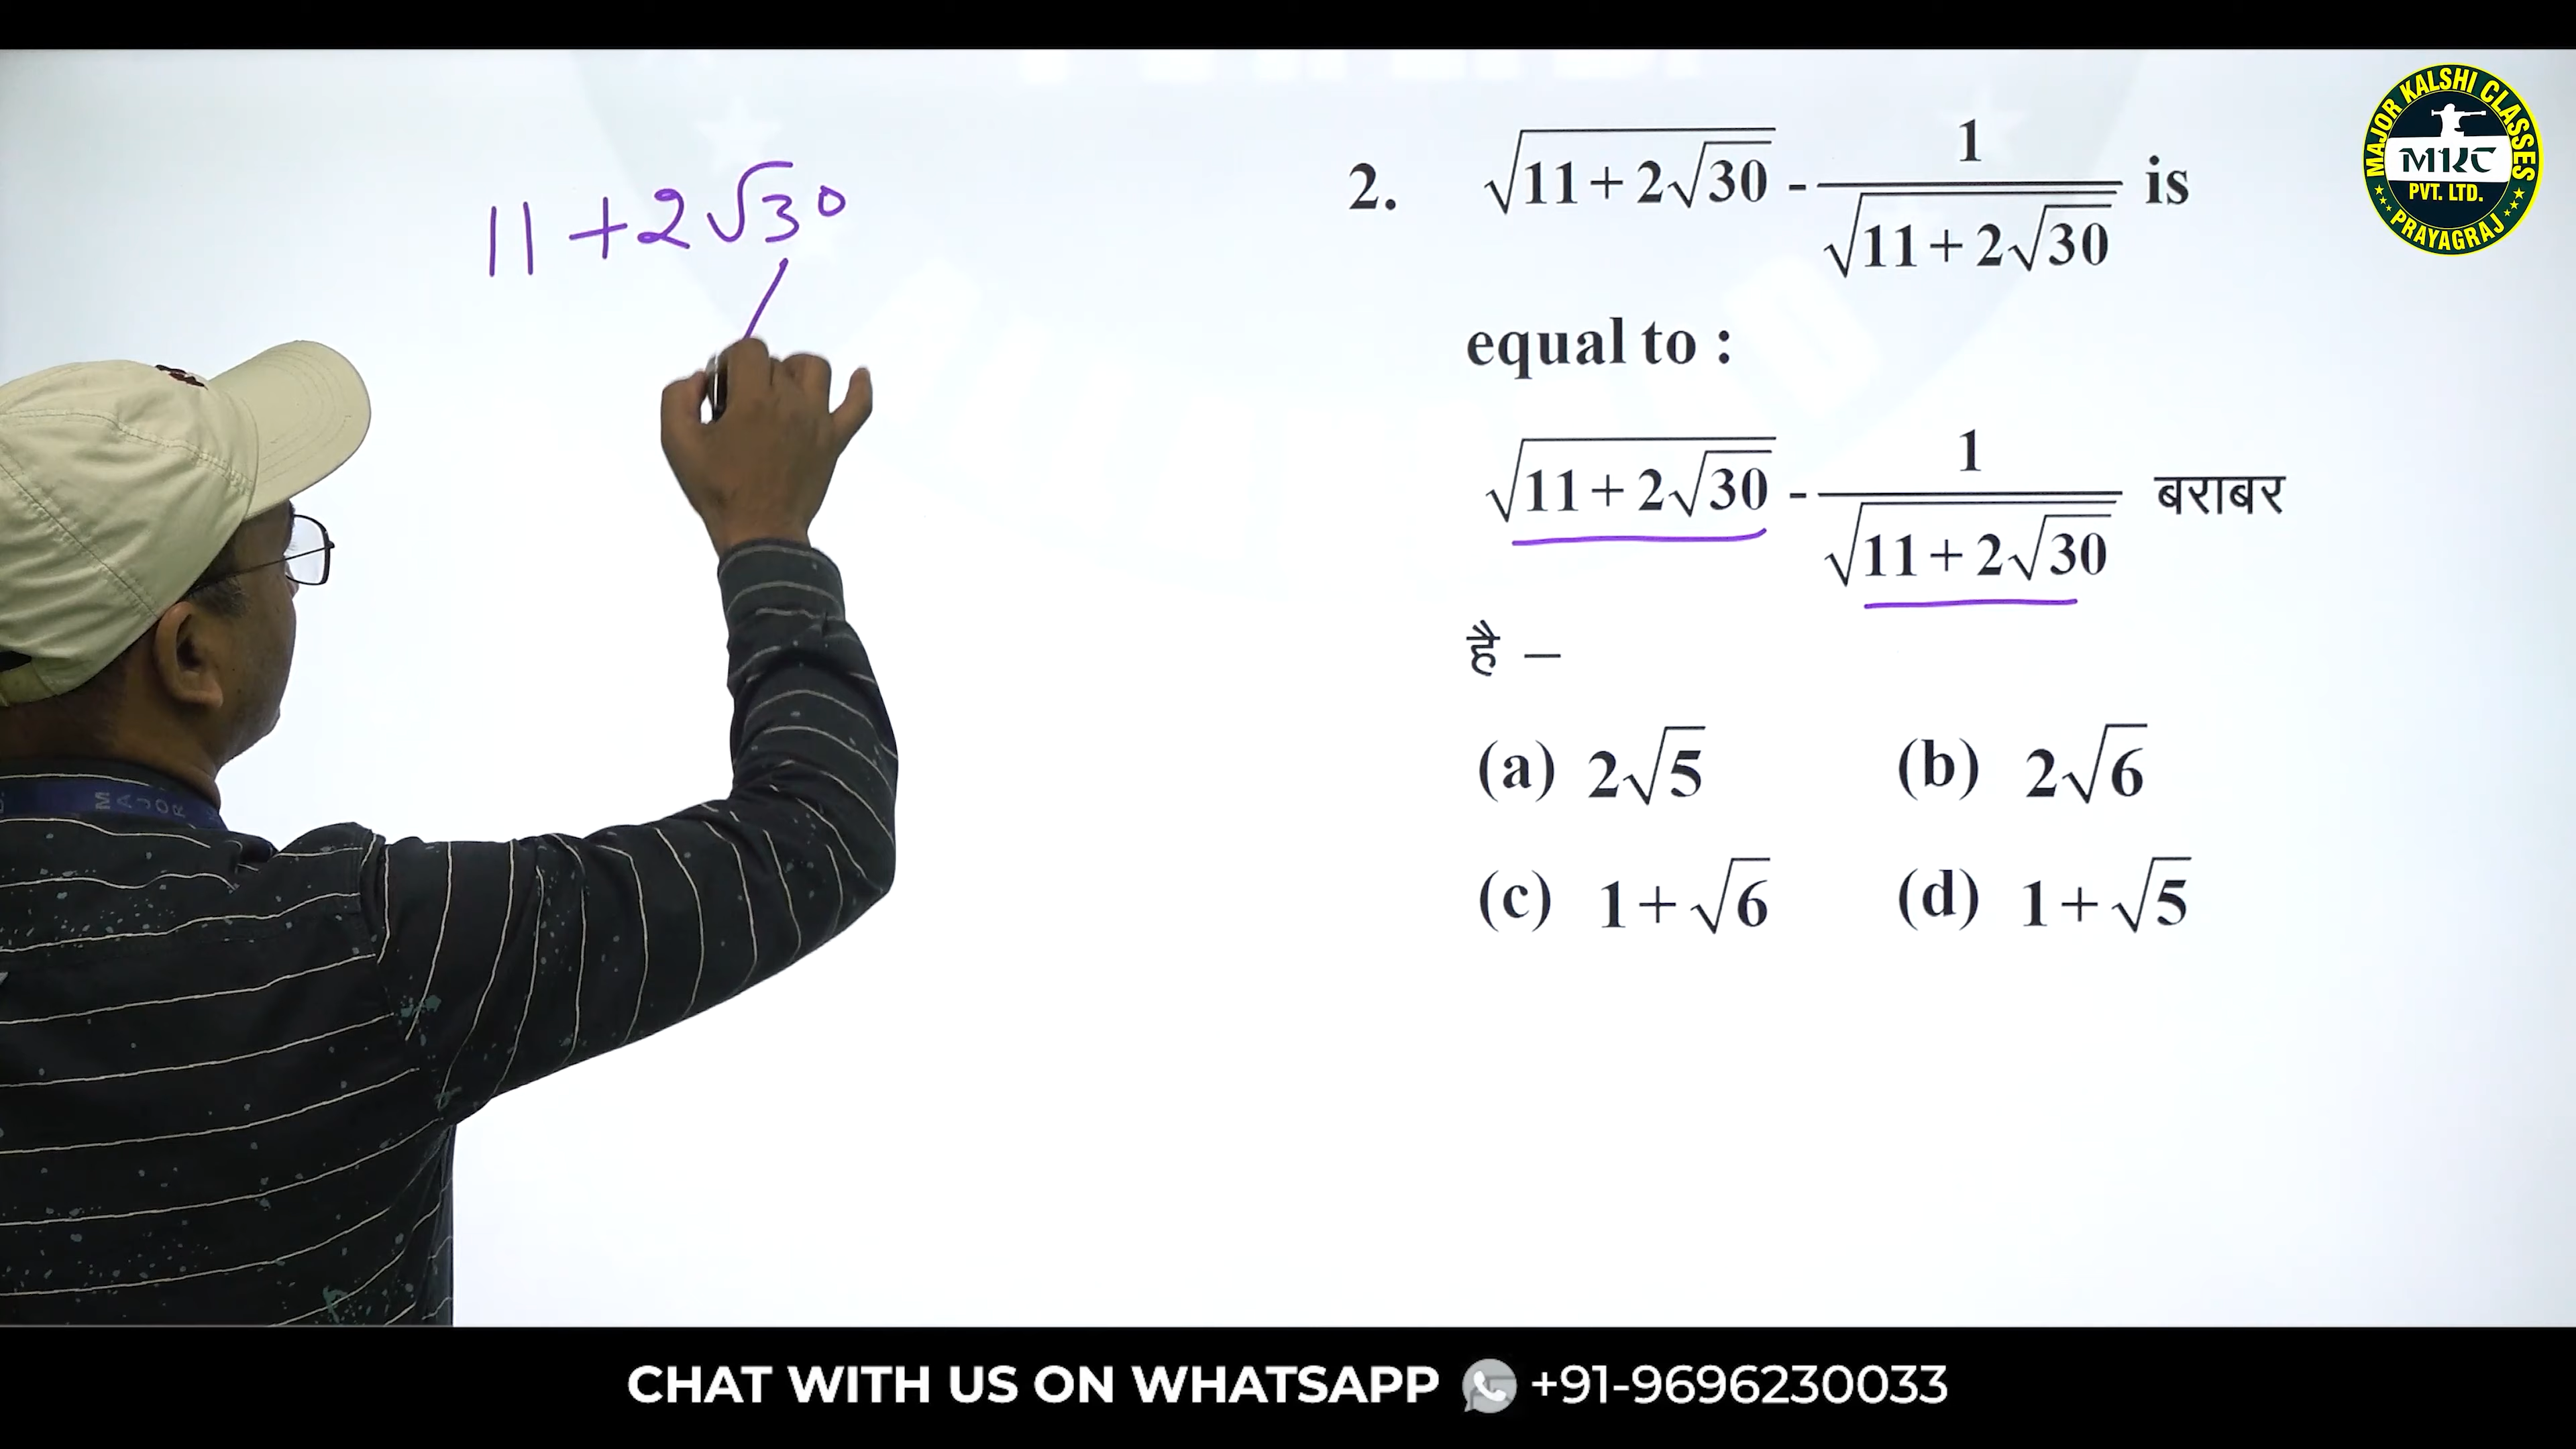 11 + 2√30
2. √(11 + 2√30) - 1/√(11 + 2√30) is
equal to :
√(11 + 2√30) - 1/√(11 + 2√30) बराबर
है –
(a) 2√5 (b) 2√6
(c) 1 + √6 (d) 1 + √5
MAJOR KALSHI CLASSES
MKC
PVT. LTD.
PRAYAGRAJ
MAJOR
CHAT WITH US ON WHATSAPP +91-9696230033